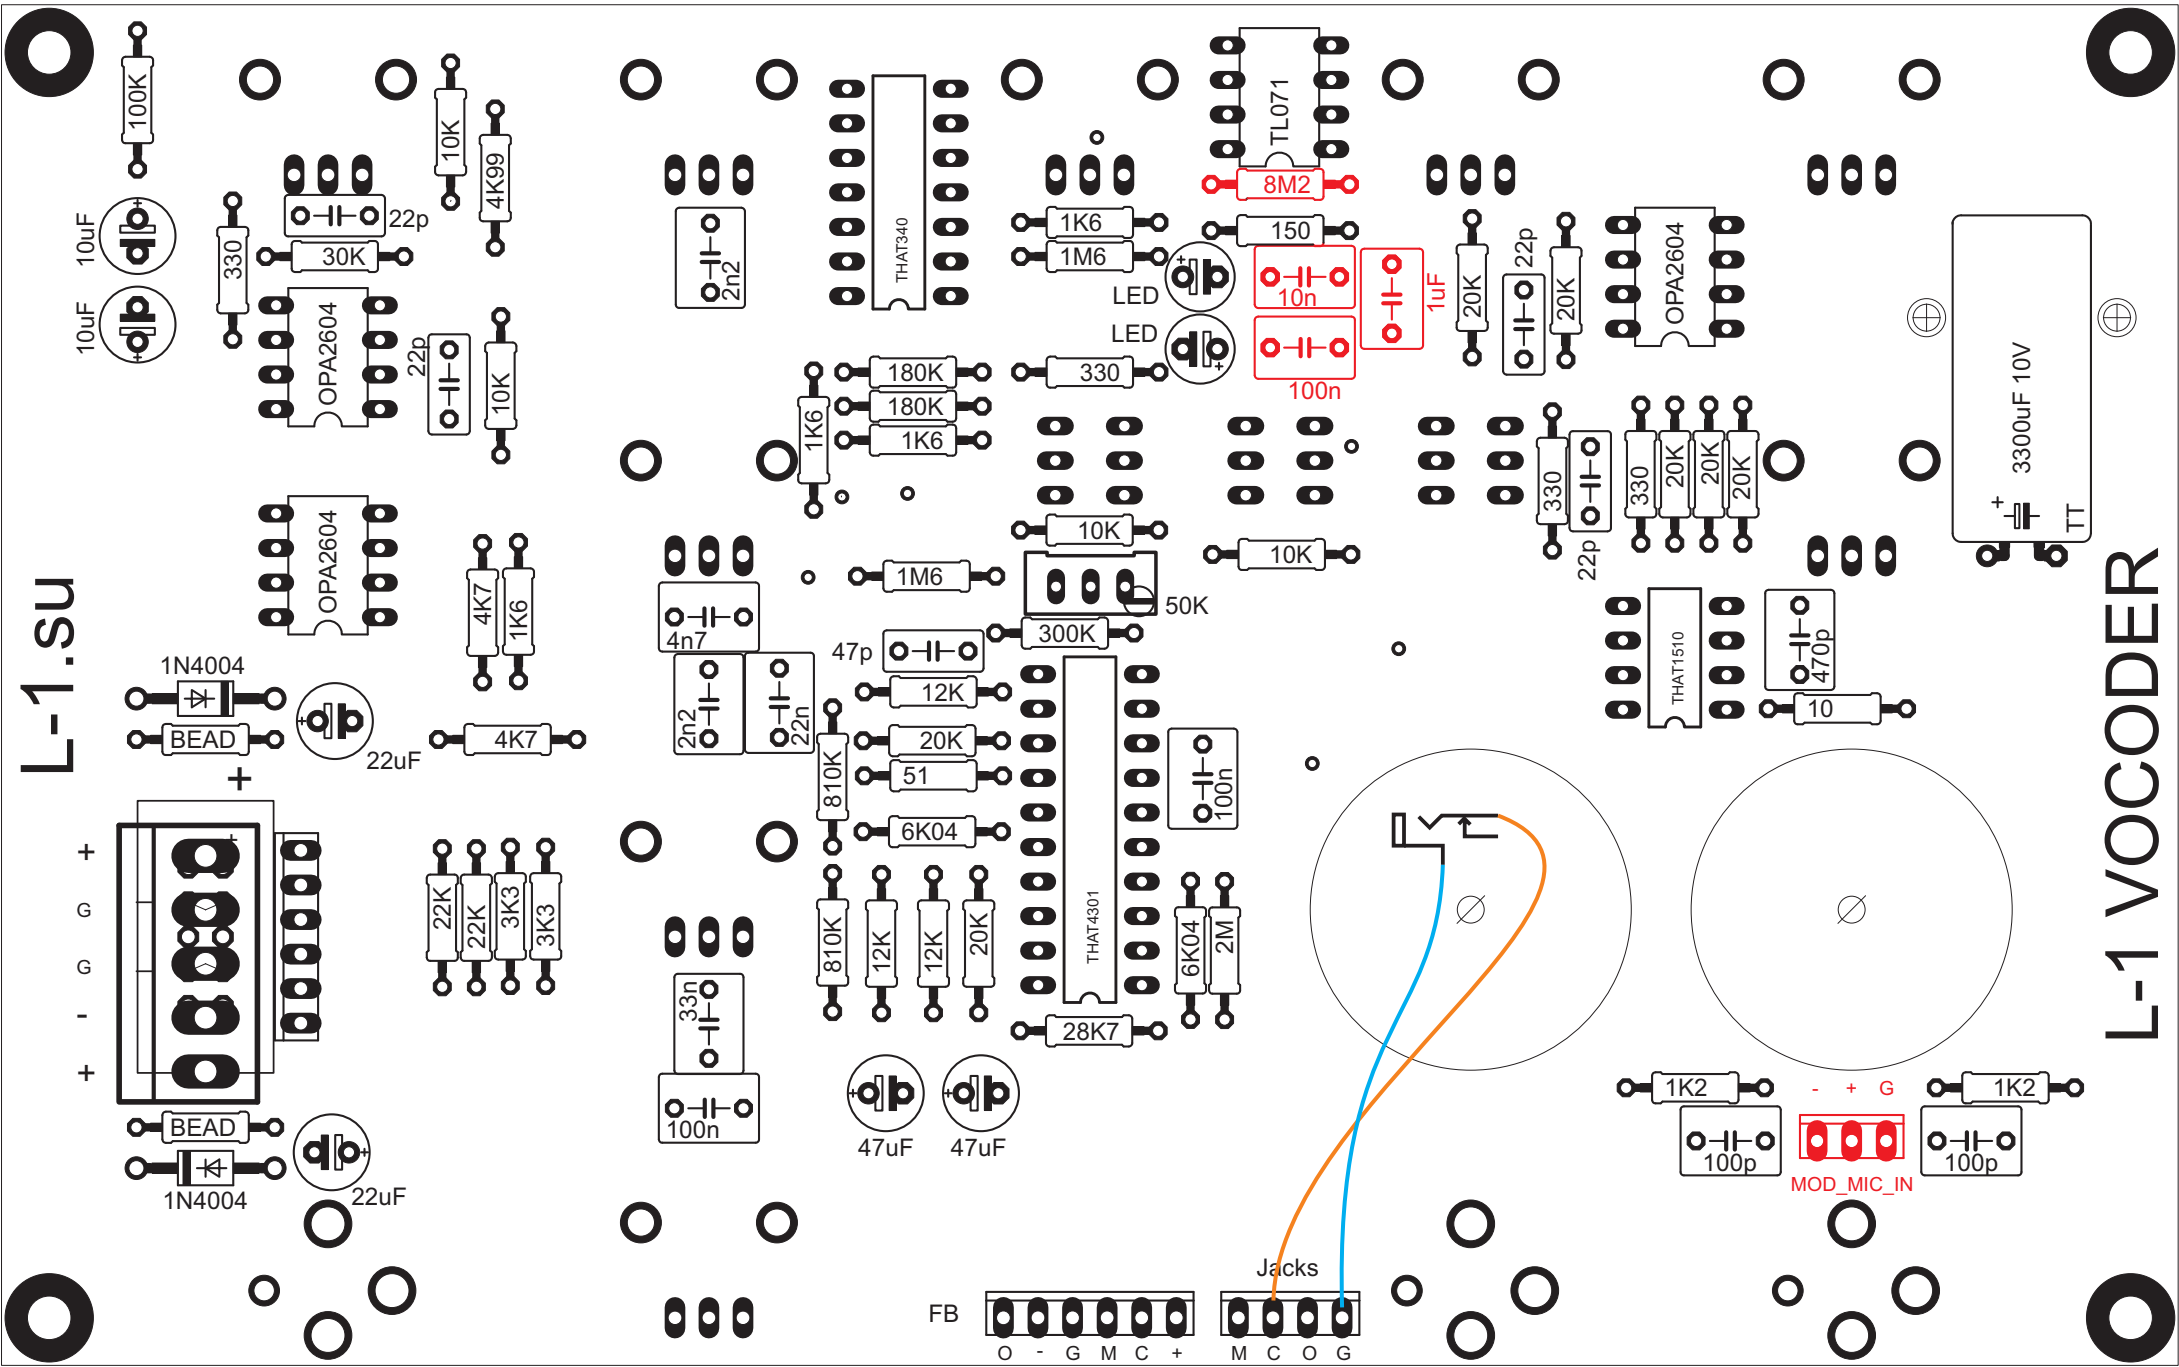 100K
10K
4K99
TL071
8M2
10uF
330
22p
30K
2n2
THAT340
1K6
1M6
150
LED
10n
1uF
20K
22p
20K
OPA2604
10uF
OPA2604
22p
10K
LED
100n
3300uF 10V
+
TT
180K
180K
1K6
1K6
330
330
22p
330
20K
20K
20K
OPA2604
10K
10K
4K7
1K6
1M6
50K
300K
4n7
47p
12K
THAT1510
470p
10
L-1.su
L-1 VOCODER
1N4004
BEAD
22uF
4K7
2n2
22n
810K
20K
51
6K04
100n
+
+
G
G
-
+
22K
22K
3K3
3K3
810K
12K
12K
20K
THAT4301
6K04
2M
28K7
33n
100n
47uF
47uF
1K2
- + G
1K2
100p
100p
MOD_MIC_IN
BEAD
1N4004
22uF
Jacks
FB
O - G M C +
M C O G